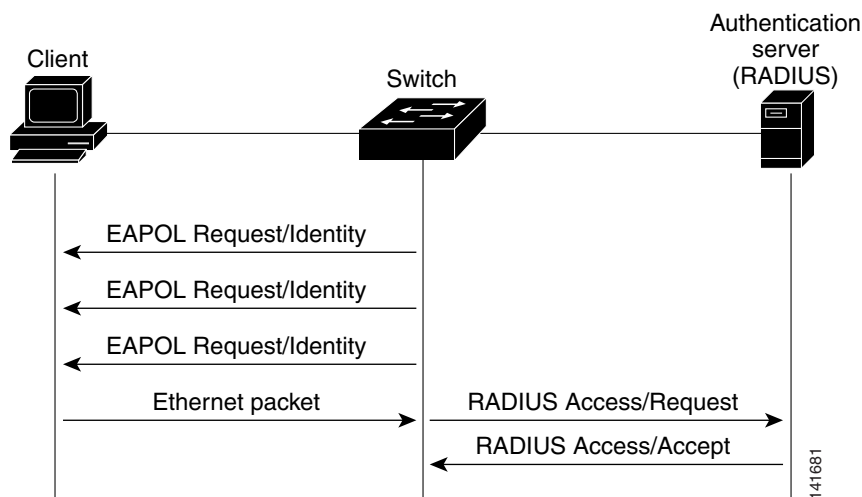 Authentication
server
(RADIUS)
Client
Switch
EAPOL Request/Identity
EAPOL Request/Identity
EAPOL Request/Identity
Ethernet packet
RADIUS Access/Request
RADIUS Access/Accept
141681